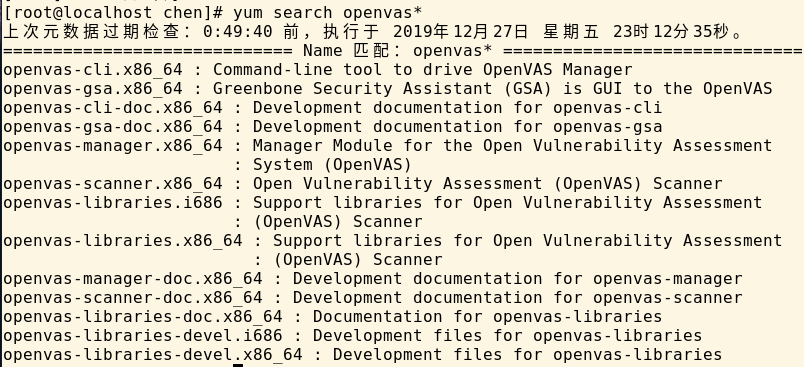 [root@localhost chen]# yum search openvas*
上次元数据过期检查：0:49:40 前，执行于 2019年12月27日 星期五 23时12分35秒。
============================= Name 匹配：openvas* ==============================
openvas-cli.x86_64 : Command-line tool to drive OpenVAS Manager
openvas-gsa.x86_64 : Greenbone Security Assistant (GSA) is GUI to the OpenVAS
openvas-cli-doc.x86_64 : Development documentation for openvas-cli
openvas-gsa-doc.x86_64 : Development documentation for openvas-gsa
openvas-manager.x86_64 : Manager Module for the Open Vulnerability Assessment
                       : System (OpenVAS)
openvas-scanner.x86_64 : Open Vulnerability Assessment (OpenVAS) Scanner
openvas-libraries.i686 : Support libraries for Open Vulnerability Assessment
                       : (OpenVAS) Scanner
openvas-libraries.x86_64 : Support libraries for Open Vulnerability Assessment
                         : (OpenVAS) Scanner
openvas-manager-doc.x86_64 : Development documentation for openvas-manager
openvas-scanner-doc.x86_64 : Development documentation for openvas-scanner
openvas-libraries-doc.x86_64 : Documentation for openvas-libraries
openvas-libraries-devel.i686 : Development files for openvas-libraries
openvas-libraries-devel.x86_64 : Development files for openvas-libraries